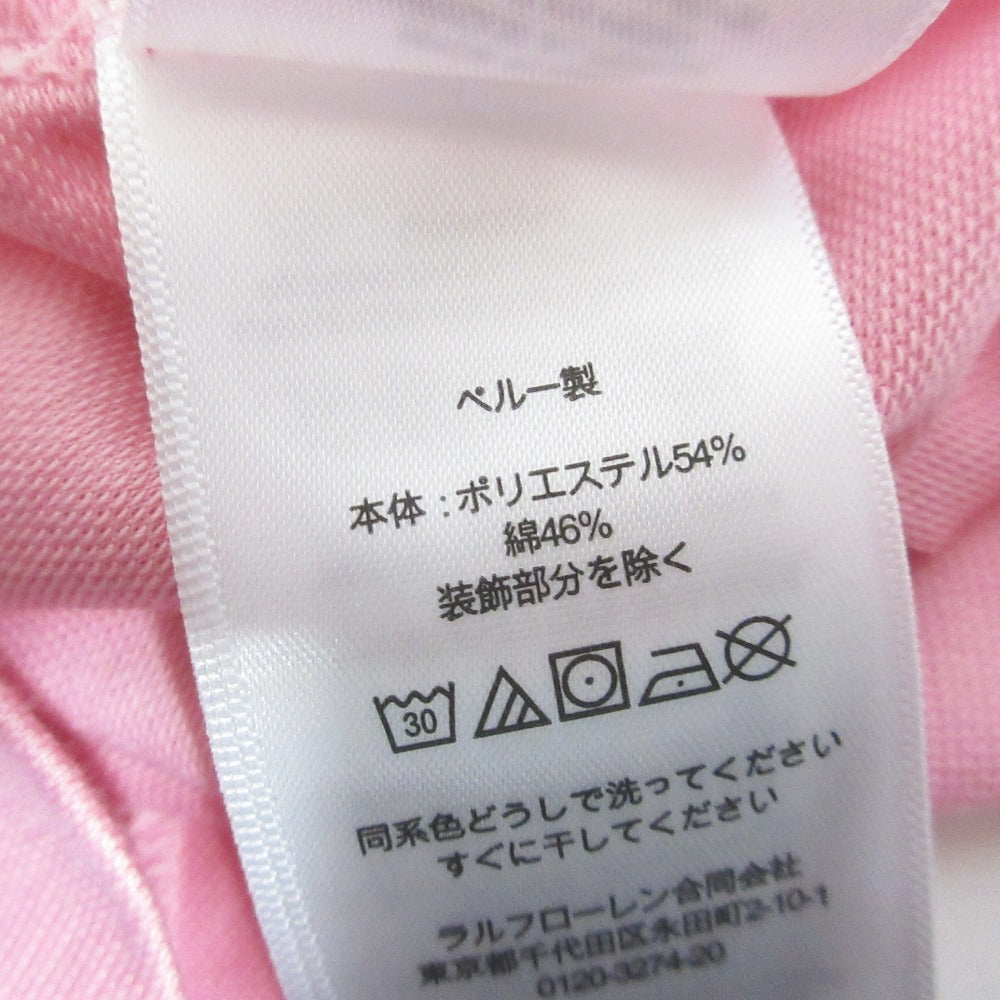 ペルー製
本体 : ポリエステル54%
綿46%
装飾部分を除く
30
同系色どうしで洗ってください
すぐに干してください
ラルフローレン合同会社
東京都千代田区永田町2-10-1
0120-3274-20